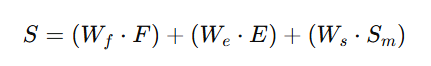 S = (W_f · F) + (W_e · E) + (W_s · S_m)